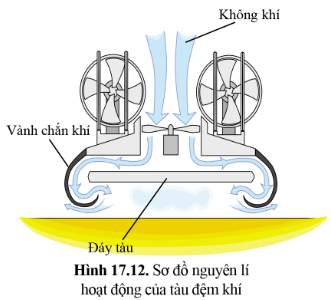 Không khí
Vành chắn khí
Đáy tàu
Hình 17.12. Sơ đồ nguyên lí
hoạt động của tàu đệm khí